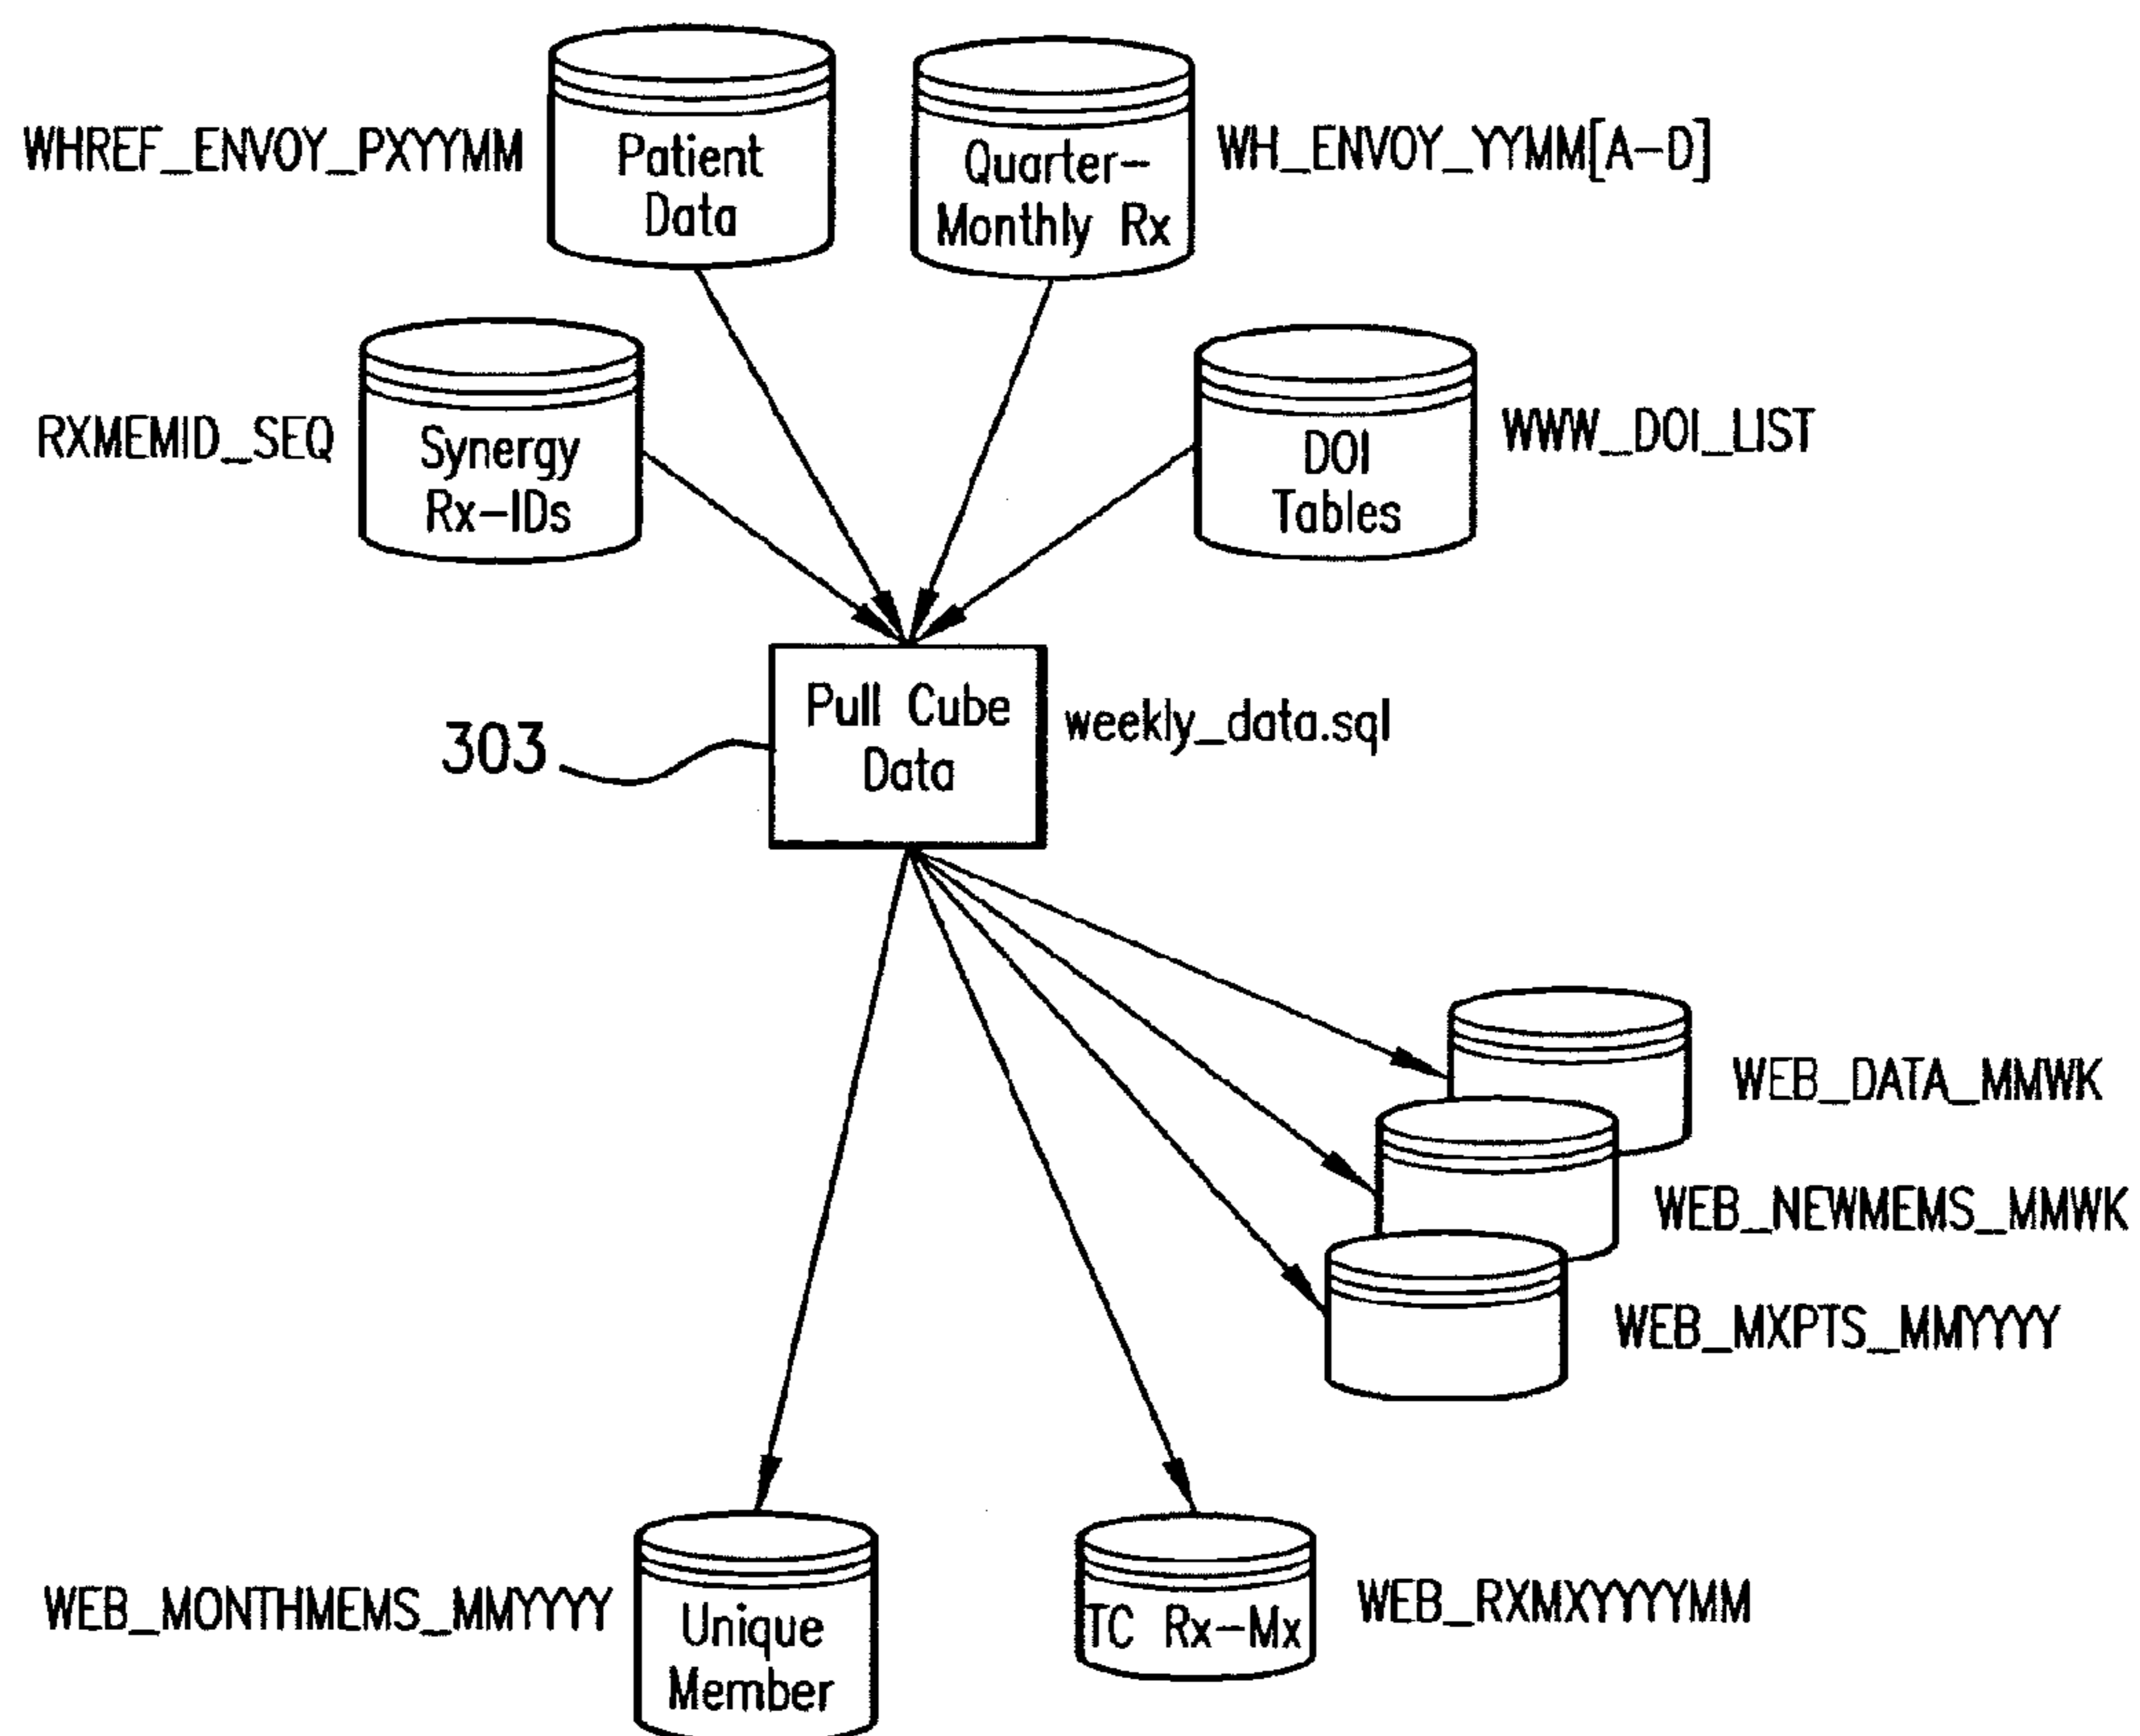 WHREF_ENVOY_PXYYMM
Patient
Data
Quarter-
Monthly Rx
WH_ENVOY_YYMM[A-D]
RXMEMID_SEQ
Synergy
Rx-IDs
DOI
Tables
WWW_DOI_LIST
303
Pull Cube
Data
weekly_data.sql
WEB_DATA_MMWK
WEB_NEWMEMS_MMWK
WEB_MXPTS_MMYYYY
WEB_MONTHMEMS_MMYYYY
Unique
Member
TC Rx-Mx
WEB_RXMXYYYYMM